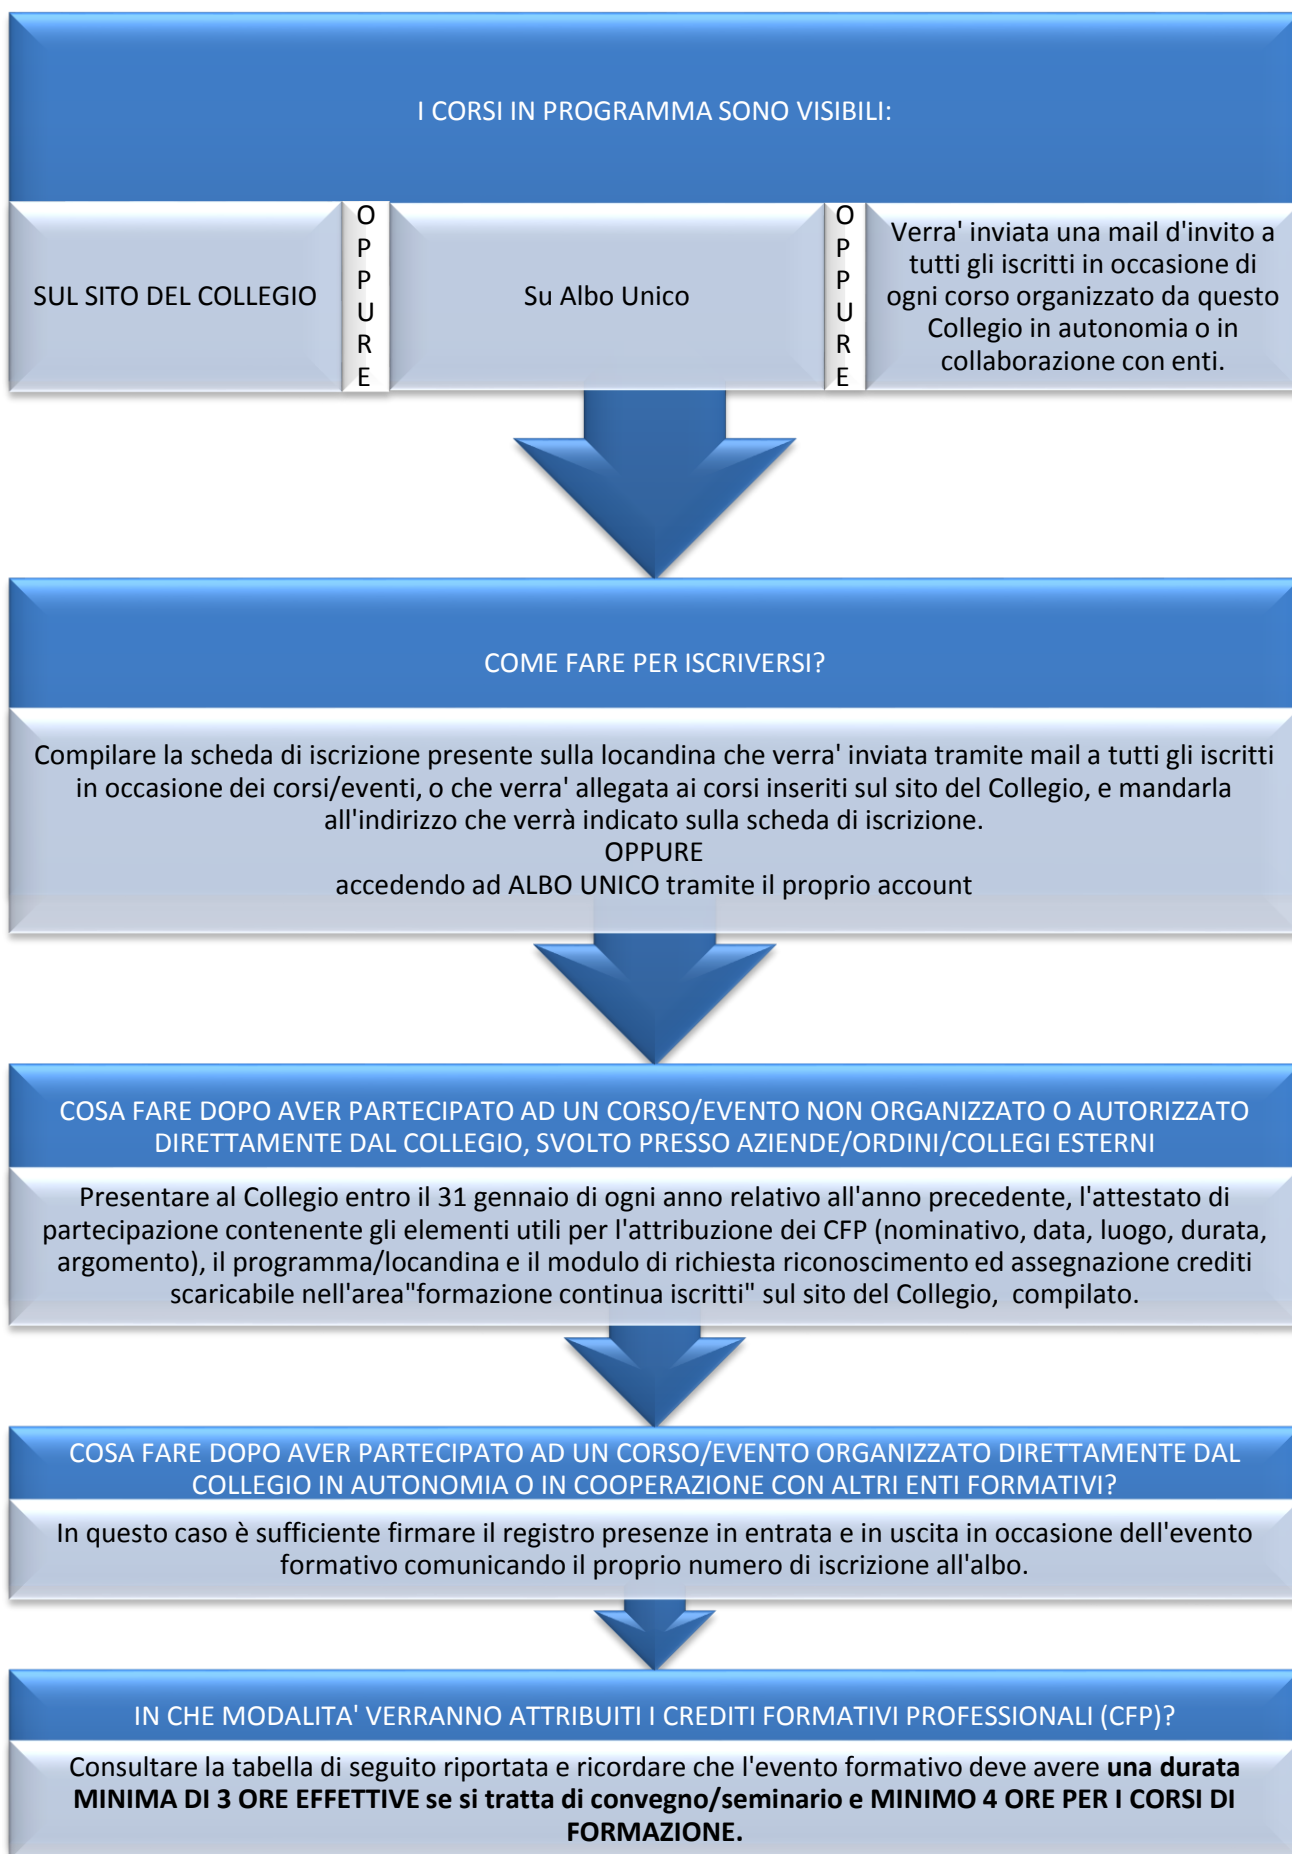 I CORSI IN PROGRAMMA SONO VISIBILI:
SUL SITO DEL COLLEGIO
O
P
P
U
R
E
Su Albo Unico
O
P
P
U
R
E
Verra' inviata una mail d'invito a
tutti gli iscritti in occasione di
ogni corso organizzato da questo
Collegio in autonomia o in
collaborazione con enti.
COME FARE PER ISCRIVERSI?
Compilare la scheda di iscrizione presente sulla locandina che verra' inviata tramite mail a tutti gli iscritti
in occasione dei corsi/eventi, o che verra' allegata ai corsi inseriti sul sito del Collegio, e mandarla
all'indirizzo che verrà indicato sulla scheda di iscrizione.
OPPURE
accedendo ad ALBO UNICO tramite il proprio account
COSA FARE DOPO AVER PARTECIPATO AD UN CORSO/EVENTO NON ORGANIZZATO O AUTORIZZATO
DIRETTAMENTE DAL COLLEGIO, SVOLTO PRESSO AZIENDE/ORDINI/COLLEGI ESTERNI
Presentare al Collegio entro il 31 gennaio di ogni anno relativo all'anno precedente, l'attestato di
partecipazione contenente gli elementi utili per l'attribuzione dei CFP (nominativo, data, luogo, durata,
argomento), il programma/locandina e il modulo di richiesta riconoscimento ed assegnazione crediti
scaricabile nell'area"formazione continua iscritti" sul sito del Collegio,  compilato.
COSA FARE DOPO AVER PARTECIPATO AD UN CORSO/EVENTO ORGANIZZATO DIRETTAMENTE DAL
COLLEGIO IN AUTONOMIA O IN COOPERAZIONE CON ALTRI ENTI FORMATIVI?
In questo caso è sufficiente firmare il registro presenze in entrata e in uscita in occasione dell'evento
formativo comunicando il proprio numero di iscrizione all'albo.
IN CHE MODALITA' VERRANNO ATTRIBUITI I CREDITI FORMATIVI PROFESSIONALI (CFP)?
Consultare la tabella di seguito riportata e ricordare che l'evento formativo deve avere una durata
MINIMA DI 3 ORE EFFETTIVE se si tratta di convegno/seminario e MINIMO 4 ORE PER I CORSI DI
FORMAZIONE.